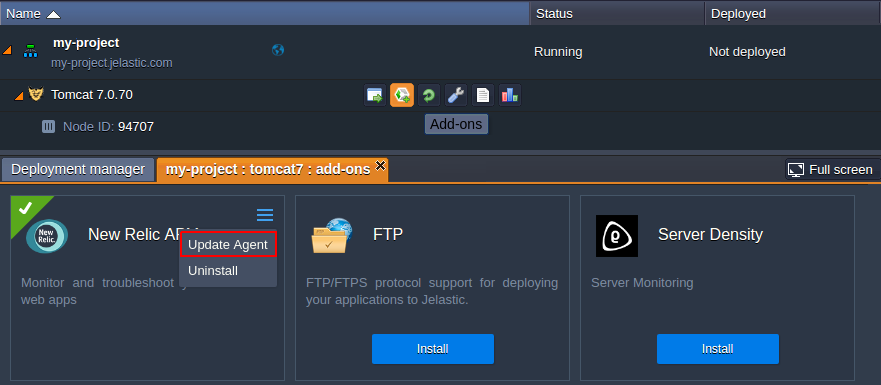 Name Status Deployed
my-project
my-project.jelastic.com Running Not deployed
Tomcat 7.0.70
Node ID: 94707 Add-ons
Deployment manager my-project : tomcat7 : add-ons Full screen
New Relic. New Relic FTP Server Density
Update Agent
Uninstall
Monitor and troubleshoot FTP/FTPS protocol support for deploying Server Monitoring
web apps your applications to Jelastic.
Install Install